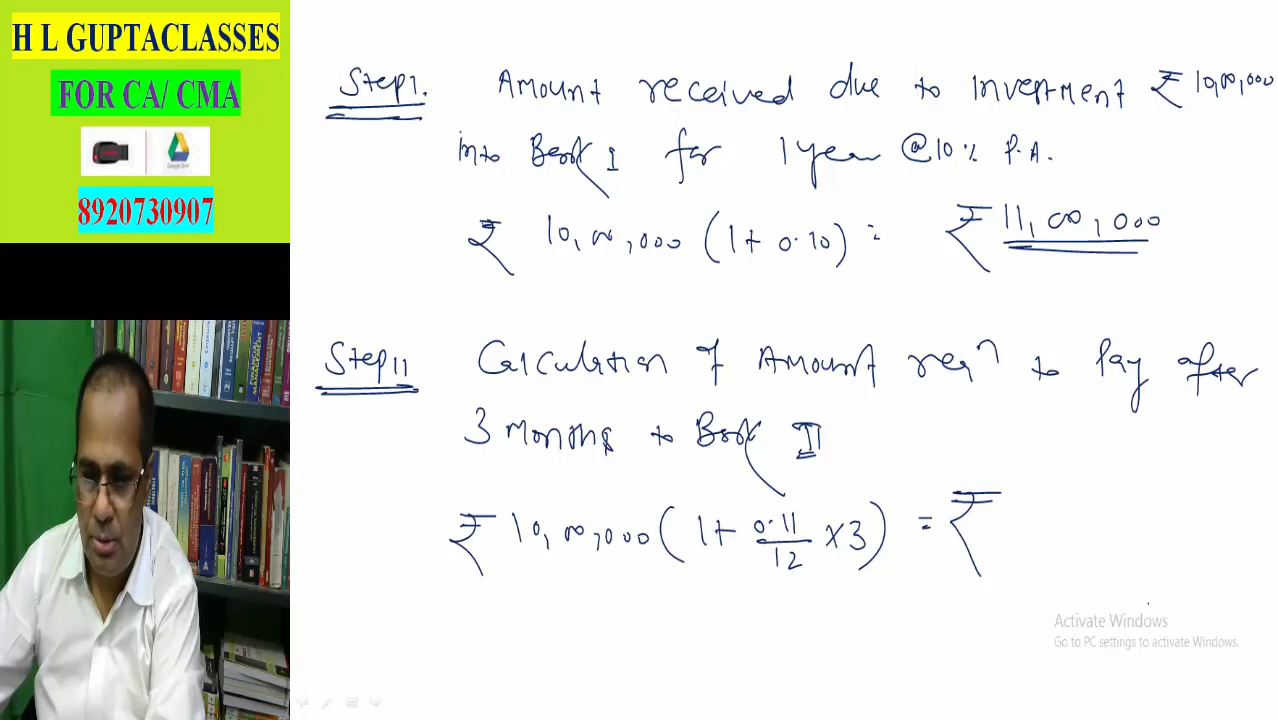 H L GUPTACLASSES
FOR CA/ CMA
8920730907
Step I. Amount received due to Investment ₹ 10,00,000
into Bank I for 1 year @ 10% P.A.
₹ 10,00,000 (1 + 0.10) = ₹ 11,00,000
Step II Calculation of Amount reqd to Pay after
3 Months to Bank II
₹ 10,00,000 (1 + 0.11/12 × 3) = ₹
Activate Windows
Go to PC settings to activate Windows.
FINANCIAL MANAGEMENT